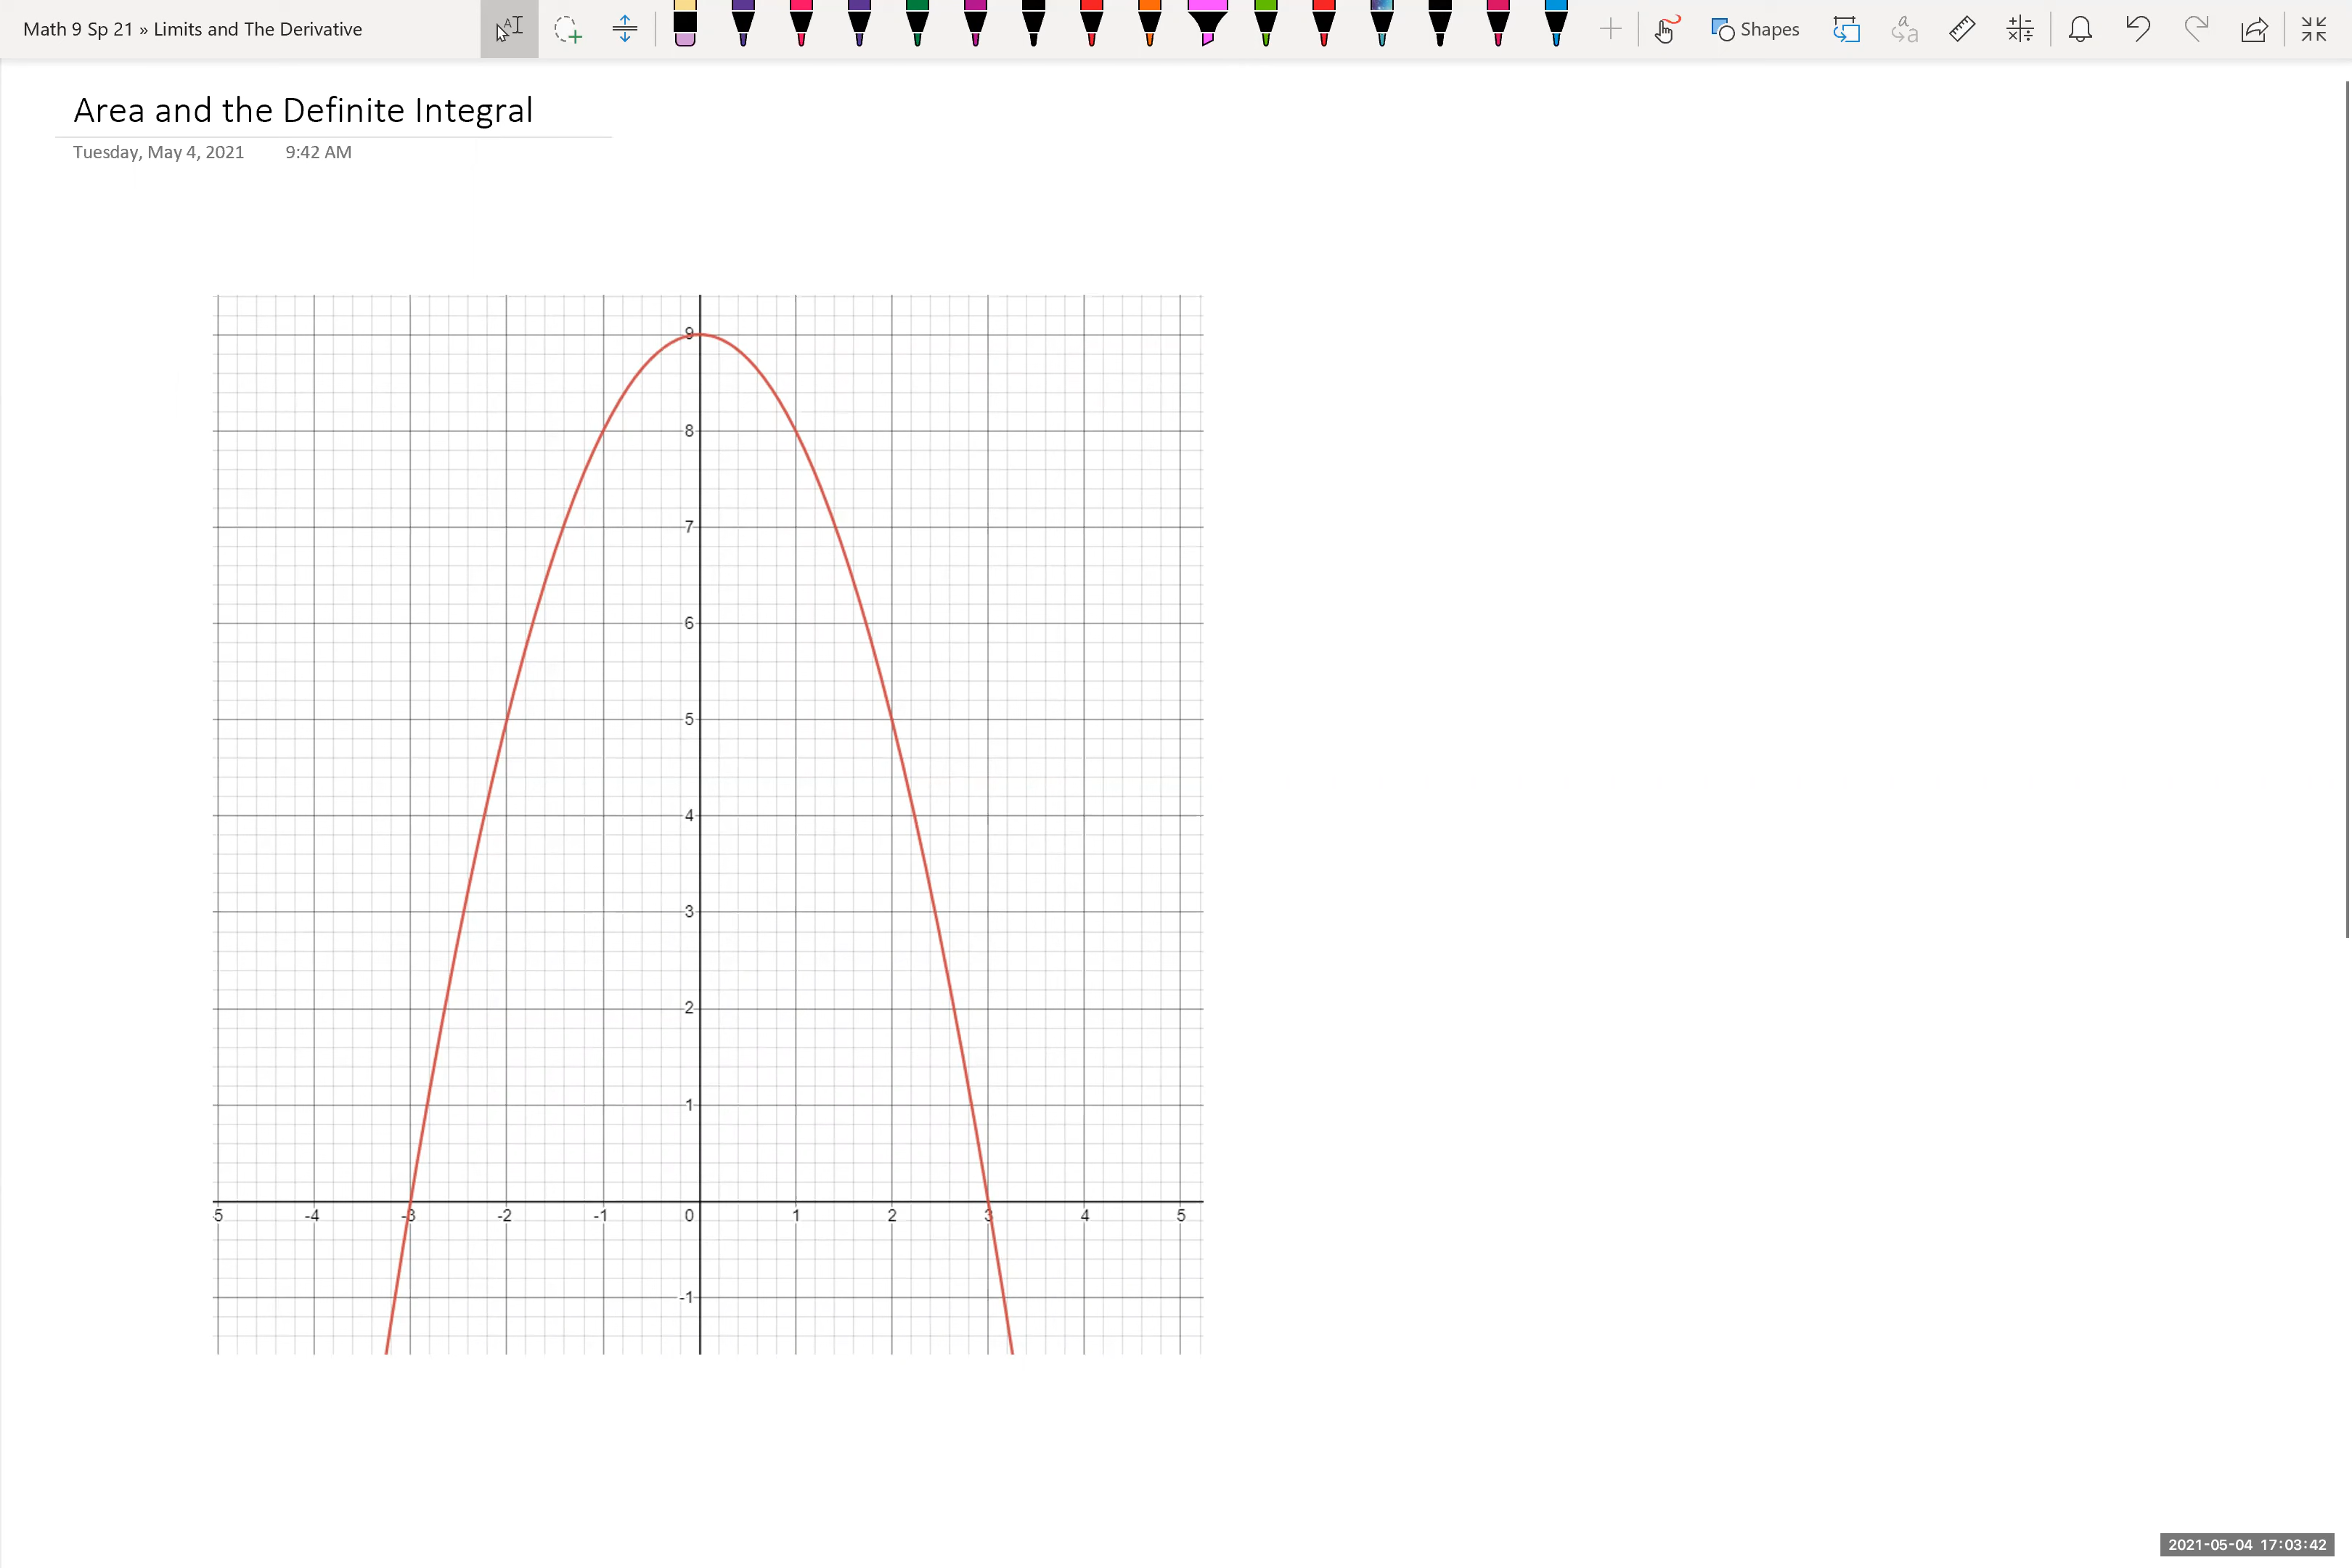 Math 9 Sp 21 » Limits and The Derivative
Shapes
Area and the Definite Integral
Tuesday, May 4, 2021 9:42 AM
9
8
7
6
5
4
3
2
1
-5 -4 -3 -2 -1 0 1 2 3 4 5
-1
2021-05-04 17:03:42